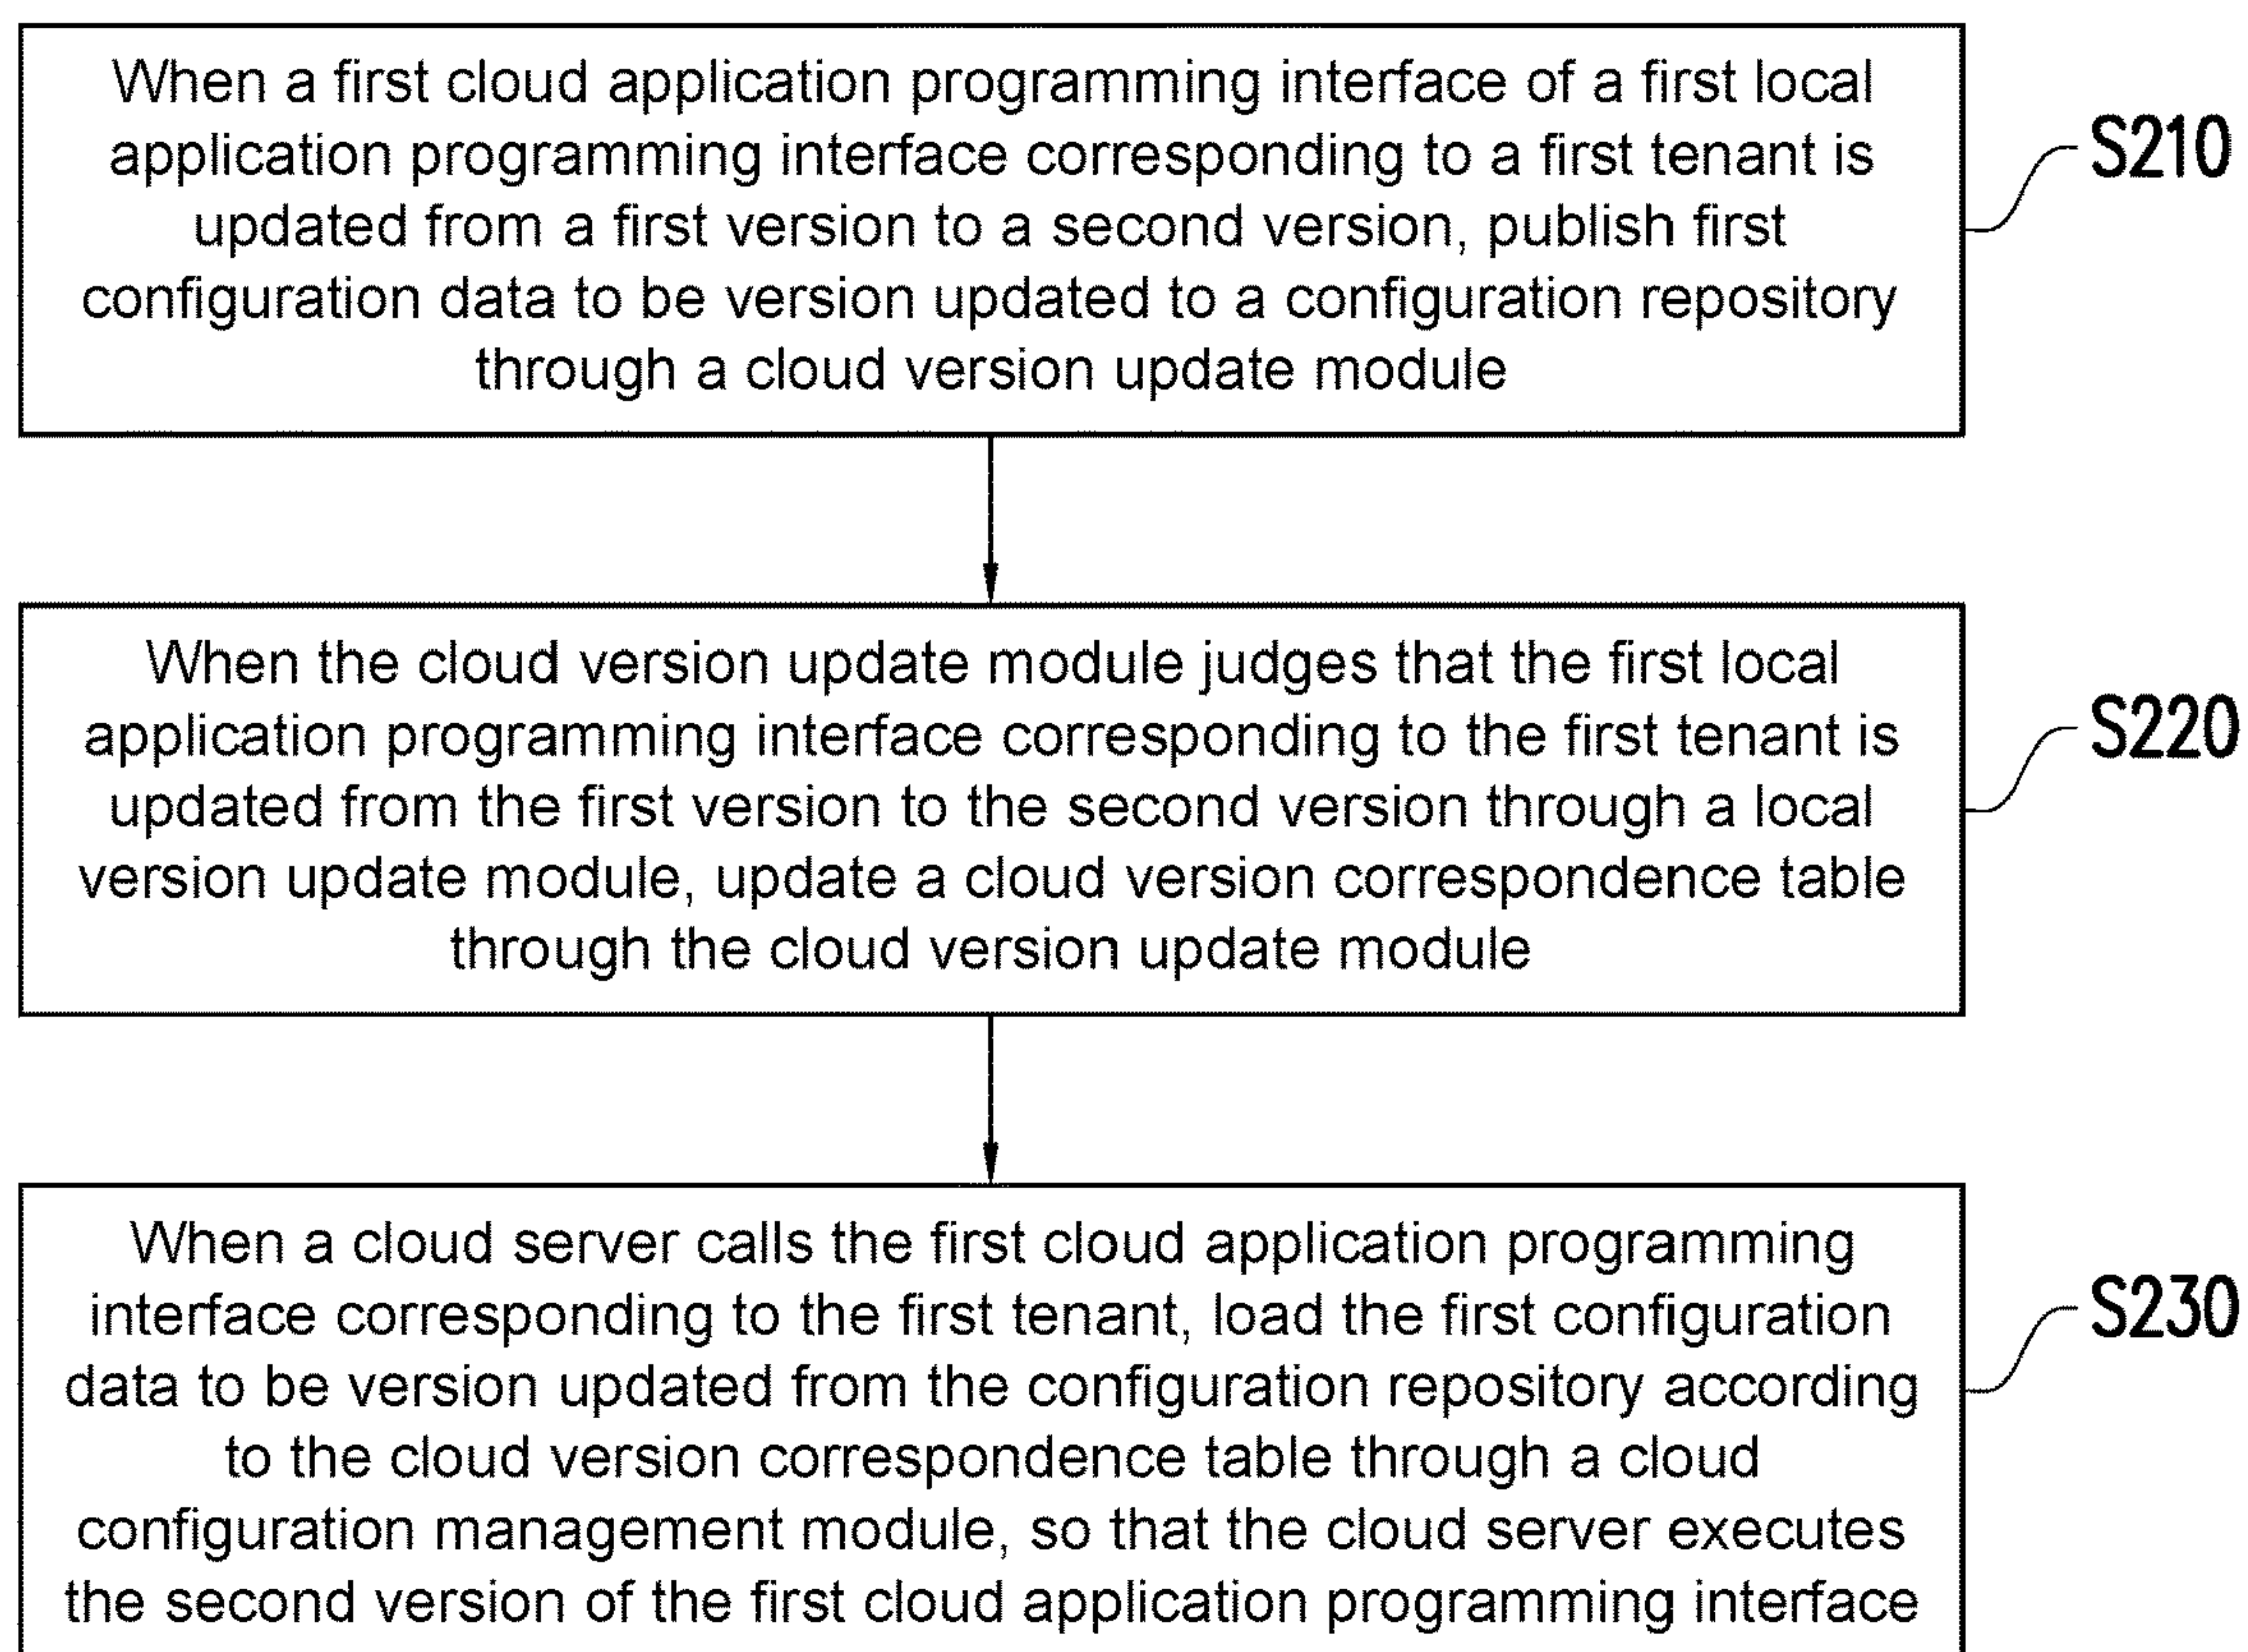 When a first cloud application programming interface of a first local
application programming interface corresponding to a first tenant is
updated from a first version to a second version, publish first
configuration data to be version updated to a configuration repository
through a cloud version update module
S210
When the cloud version update module judges that the first local
application programming interface corresponding to the first tenant is
updated from the first version to the second version through a local
version update module, update a cloud version correspondence table
through the cloud version update module
S220
When a cloud server calls the first cloud application programming
interface corresponding to the first tenant, load the first configuration
data to be version updated from the configuration repository according
to the cloud version correspondence table through a cloud
configuration management module, so that the cloud server executes
the second version of the first cloud application programming interface
S230